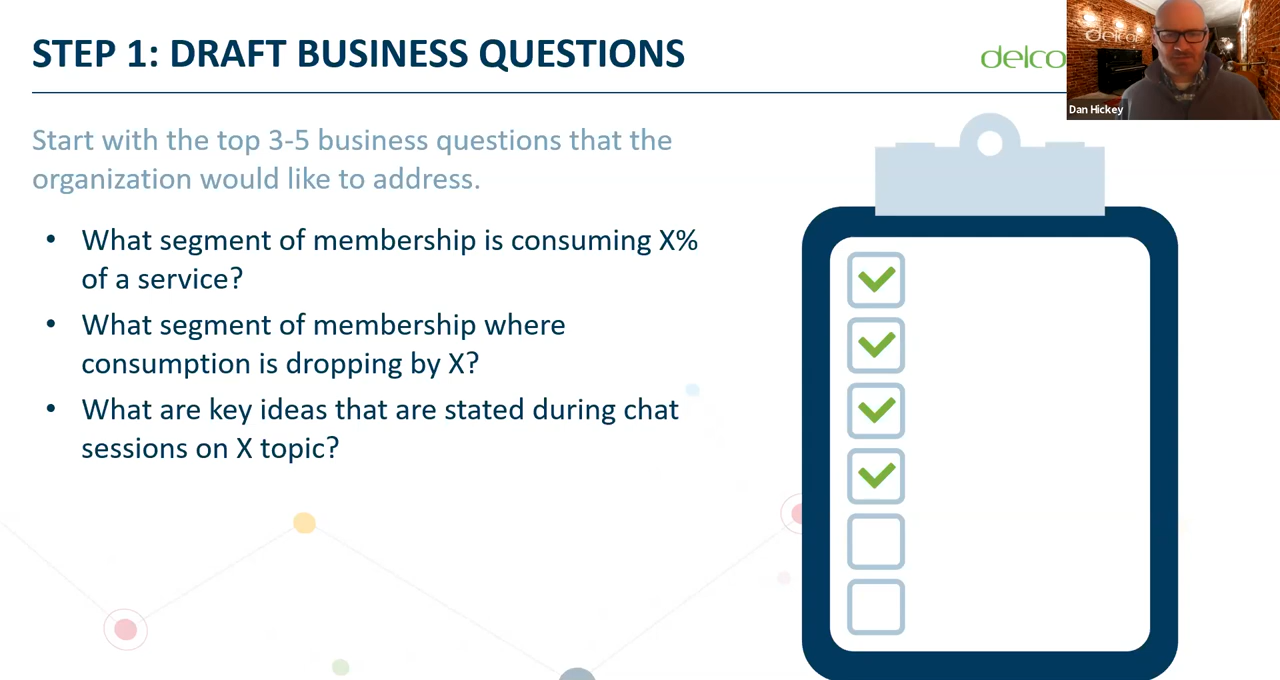 STEP 1: DRAFT BUSINESS QUESTIONS
delco
delcor
Dan Hickey
Start with the top 3-5 business questions that the
organization would like to address.
• What segment of membership is consuming X%
of a service?
• What segment of membership where
consumption is dropping by X?
• What are key ideas that are stated during chat
sessions on X topic?